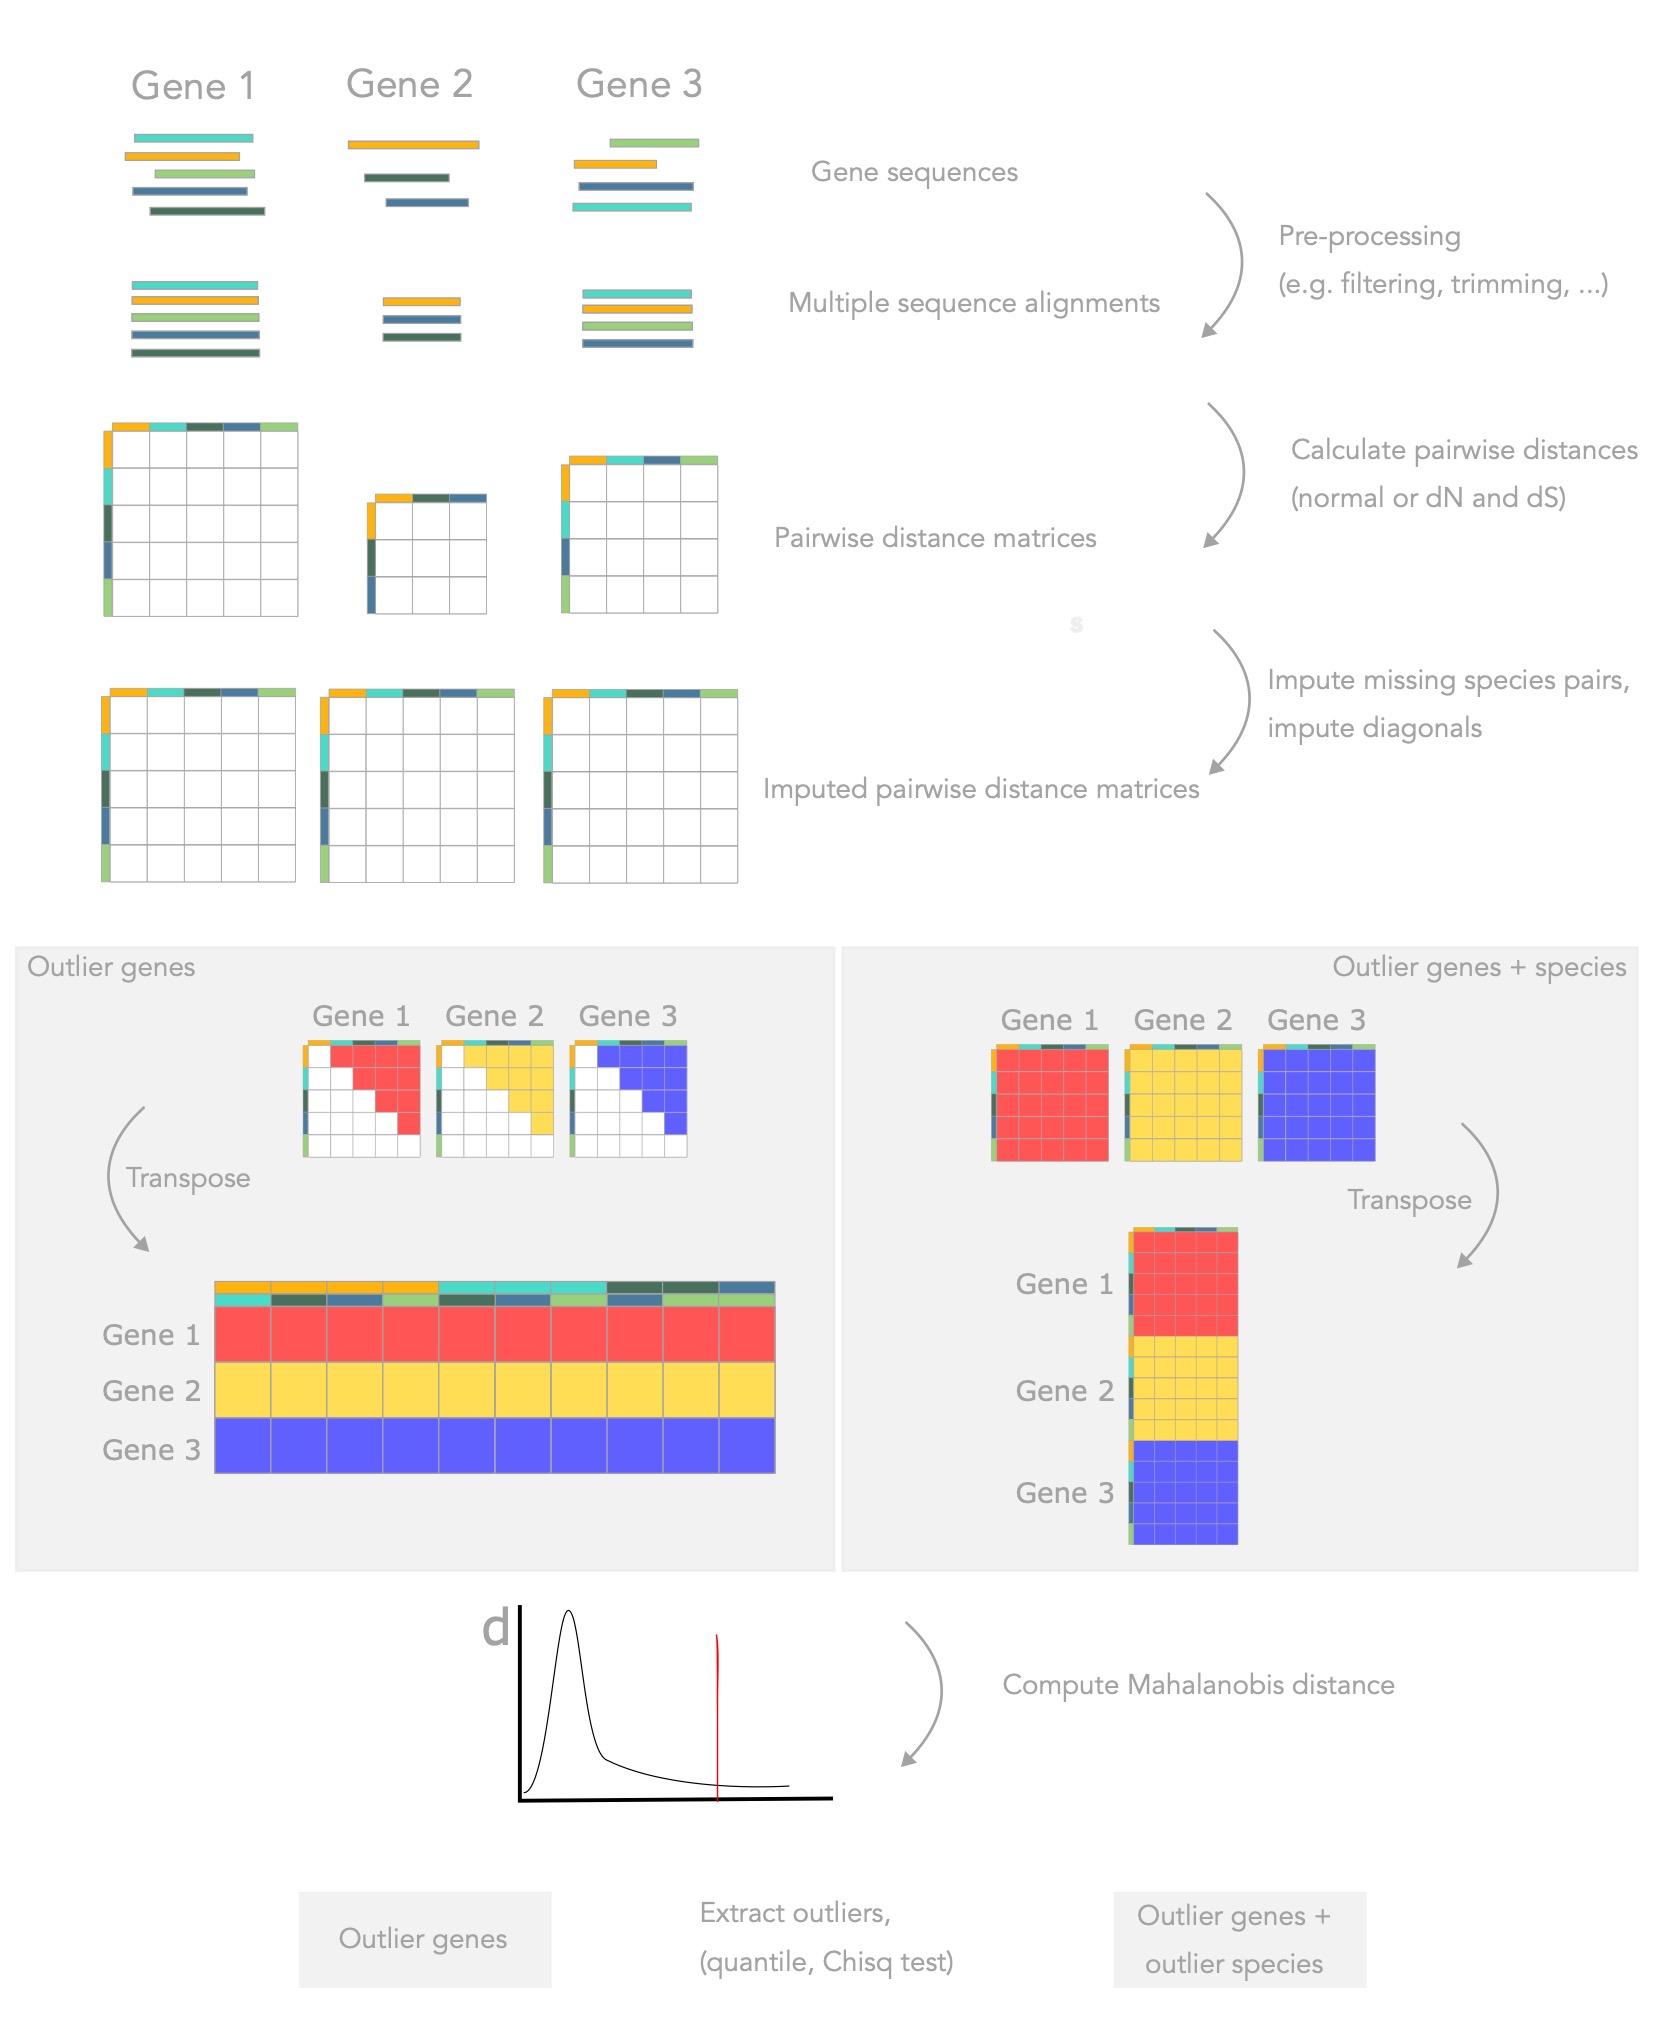 Gene 1
Gene 2
Gene 3
Gene sequences
Pre-processing
(e.g. filtering, trimming, ...)
Multiple sequence alignments
Calculate pairwise distances
(normal or dN and dS)
Pairwise distance matrices
s
Impute missing species pairs,
impute diagonals
Imputed pairwise distance matrices
Outlier genes
Gene 1
Gene 2
Gene 3
Transpose
Gene 1
Gene 2
Gene 3
Outlier genes + species
Gene 1
Gene 2
Gene 3
Transpose
Gene 1
Gene 2
Gene 3
d
Compute Mahalanobis distance
Outlier genes
Extract outliers,
(quantile, Chisq test)
Outlier genes +
outlier species